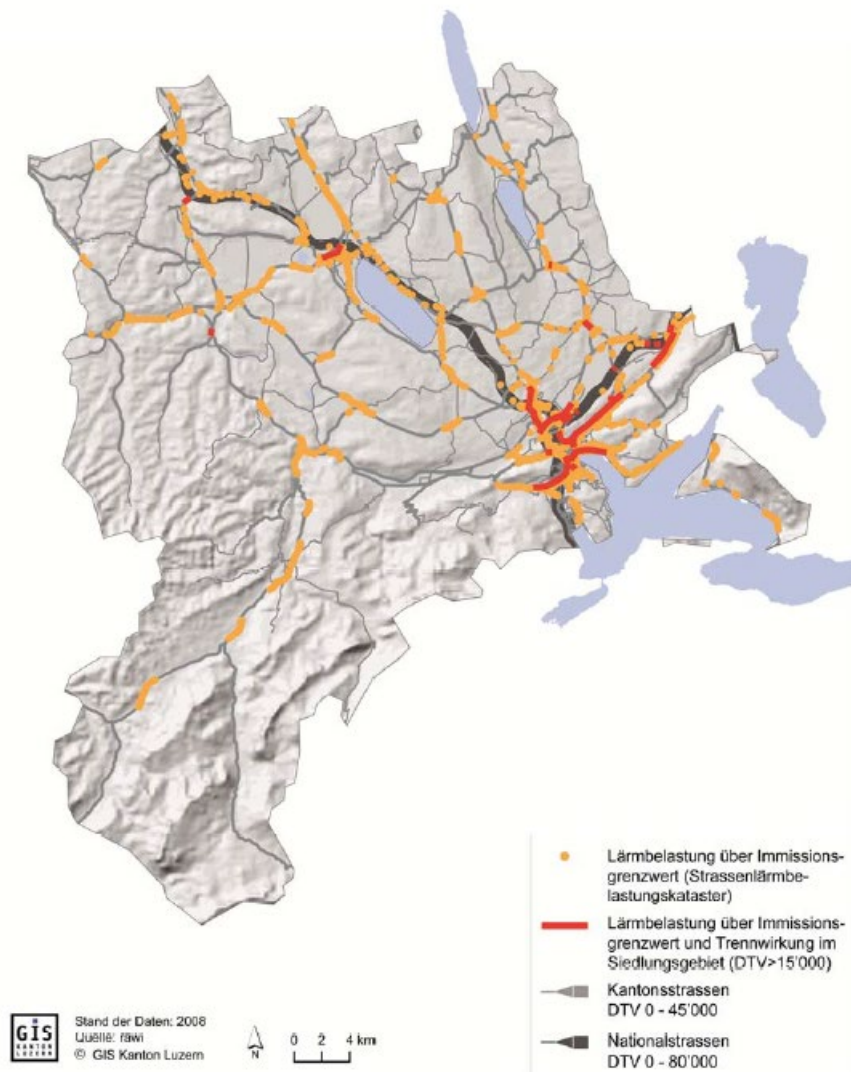 Lärmbelastung über Immissions-
grenzwert (Strassenlärmbe-
lastungskataster)
Lärmbelastung über Immissions-
grenzwert und Trennwirkung im
Siedlungsgebiet (DTV>15'000)
Kantonsstrassen
DTV 0 - 45'000
Nationalstrassen
DTV 0 - 80'000
GIS
KANTON
LUZERN
Stand der Daten: 2008
Quelle: rawi
© GIS Kanton Luzern
N
0 2 4 km